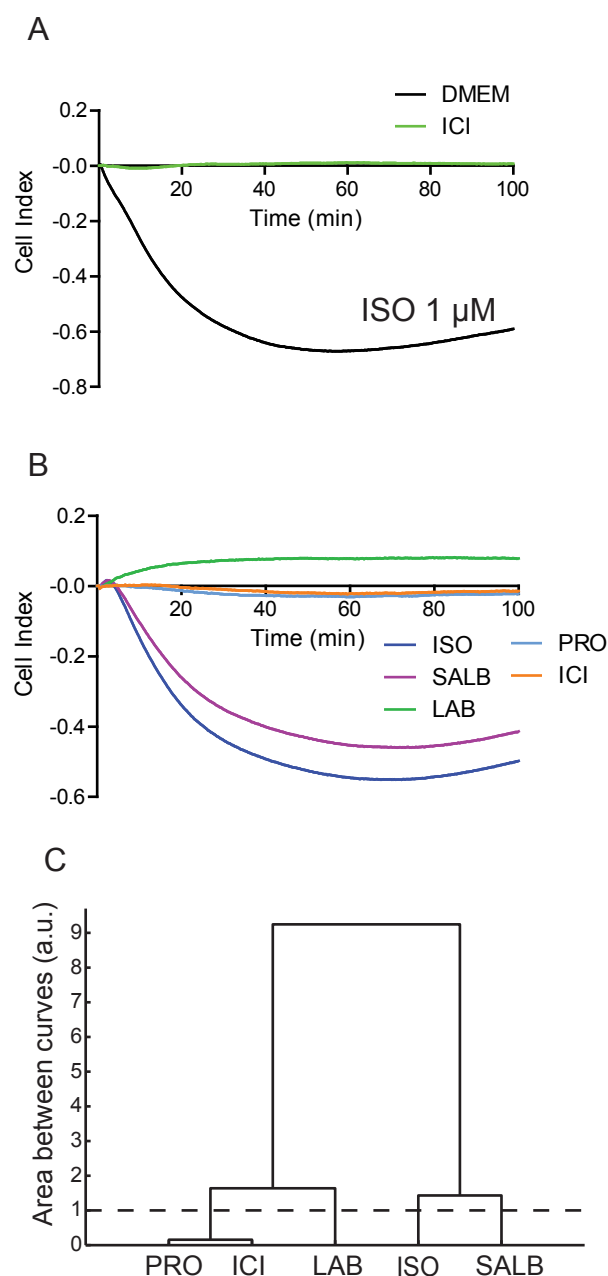 A
DMEM
ICI
0.2
-0.0
-0.2
-0.4
-0.6
-0.8
20 40 60 80 100
Time (min)
Cell Index
ISO 1 µM
B
0.2
-0.0
-0.2
-0.4
-0.6
20 40 60 80 100
Time (min)
Cell Index
ISO PRO
SALB ICI
LAB
C
Area between curves (a.u.)
9
8
7
6
5
4
3
2
1
0
PRO ICI LAB ISO SALB